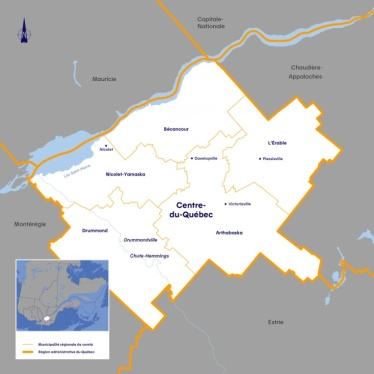 N
Capitale-
Nationale
Chaudière-
Appalaches
Mauricie
Bécancour
L'Érable
Nicolet
Daveluyville
Plessisville
Lac Saint-Pierre
Nicolet-Yamaska
Centre-
du-Québec
Victoriaville
Montérégie
Drummond
Drummondville
Arthabaska
Chute-Hemmings
Estrie
Municipalité régionale de comté
Région administrative du Québec